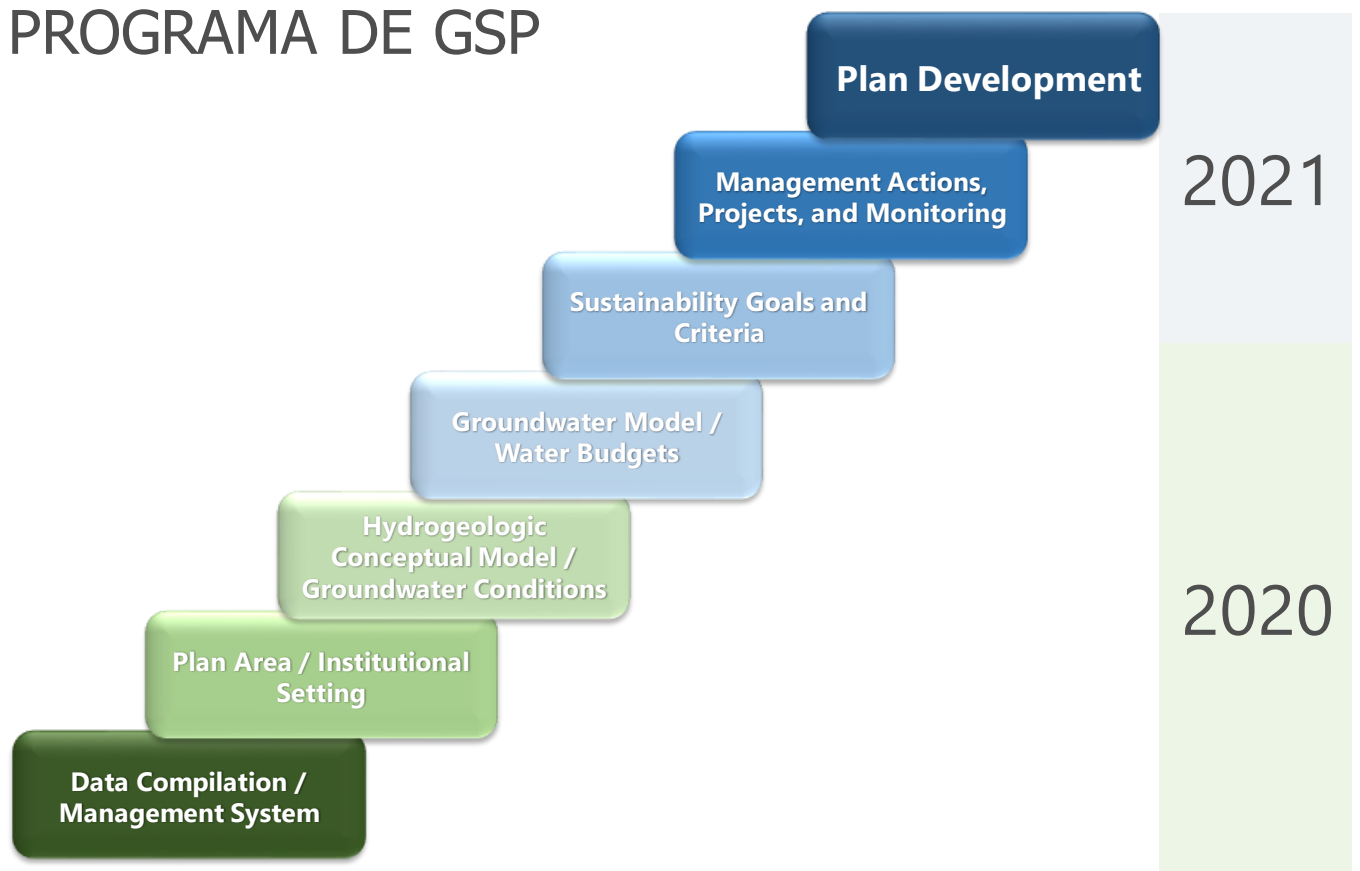 PROGRAMA DE GSP
Plan Development
Management Actions,
Projects, and Monitoring
2021
Sustainability Goals and
Criteria
Groundwater Model /
Water Budgets
Hydrogeologic
Conceptual Model /
Groundwater Conditions
2020
Plan Area / Institutional
Setting
Data Compilation /
Management System